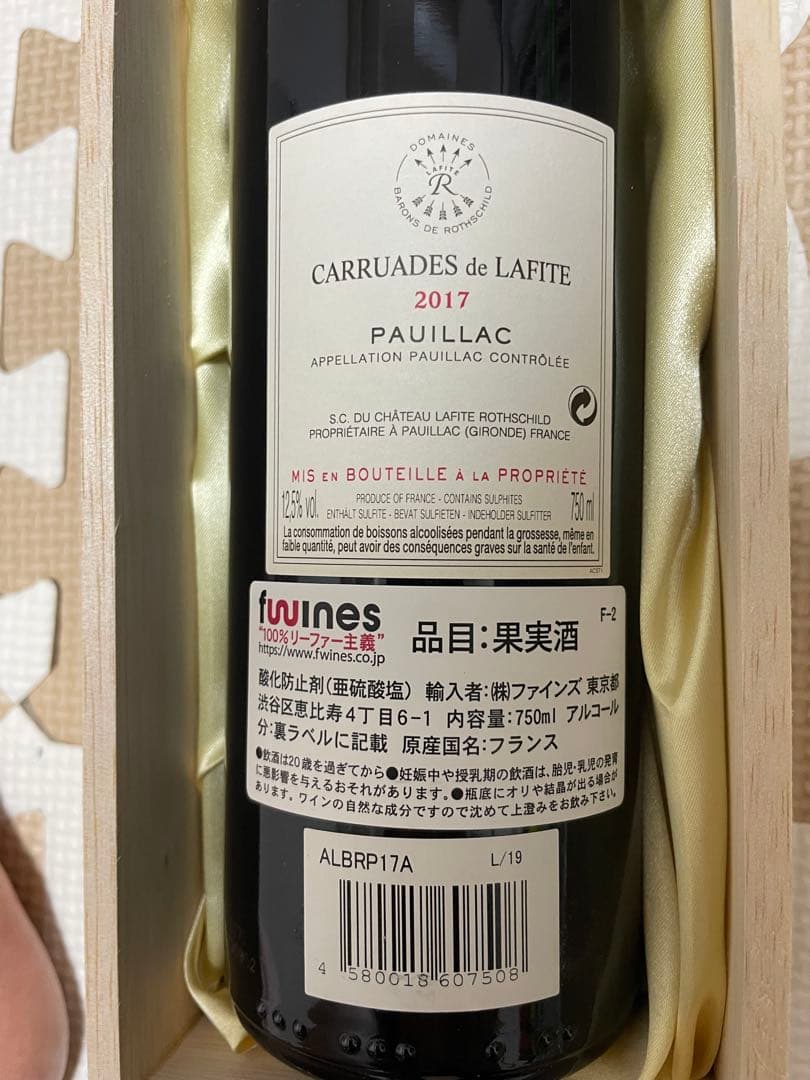 DOMAINES
LAFITE
R
BARONS DE ROTHSCHILD
CARRUADES de LAFITE
2017
PAUILLAC
APPELLATION PAUILLAC CONTRÔLÉE
S.C. DU CHÂTEAU LAFITE ROTHSCHILD
PROPRIÉTAIRE À PAUILLAC (GIRONDE) FRANCE
MIS EN BOUTEILLE À LA PROPRIÉTÉ
12,5% vol. PRODUCE OF FRANCE - CONTAINS SULPHITES 750 ml
ENTHÄLT SULFITE - BEVAT SULFIETEN - INDEHOLDER SULFITTER
La consommation de boissons alcoolisées pendant la grossesse, même en
faible quantité, peut avoir des conséquences graves sur la santé de l'enfant.
ACS71
fwines
"100%リーファー主義"
https://www.fwines.co.jp
品目:果実酒
F-2
酸化防止剤(亜硫酸塩) 輸入者:㈱ファインズ 東京都
渋谷区恵比寿4丁目6-1 内容量:750ml アルコール
分:裏ラベルに記載 原産国名:フランス
●飲酒は20歳を過ぎてから●妊娠中や授乳期の飲酒は、胎児・乳児の発育
に悪影響を与えるおそれがあります。●瓶底にオリや結晶が出る場合が
あります。ワインの自然な成分ですので沈めて上澄みをお飲み下さい。
ALBRP17A L/19
4 580018 607508